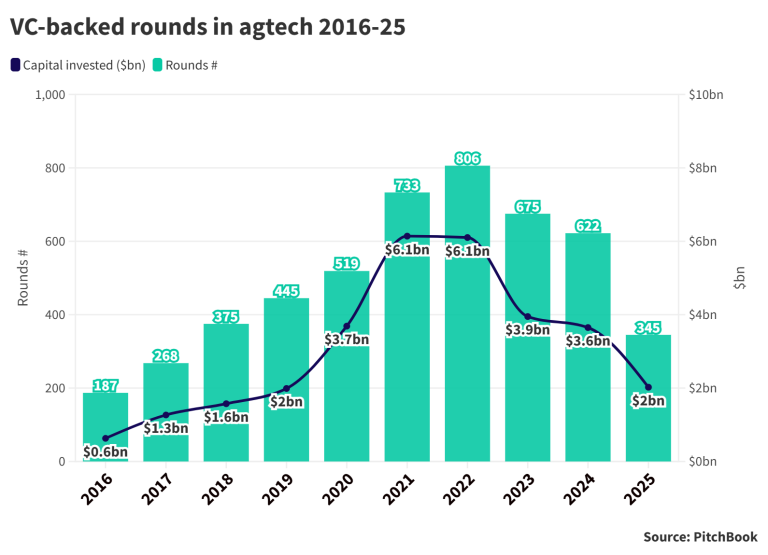 VC-backed rounds in agtech 2016-25
Capital invested ($bn) Rounds #
1,000 $10bn
800 $8bn
600 $6bn
400 $4bn
200 $2bn
0 $0bn
Rounds #
$bn
187 268 375 445 519 733 806 675 622 345
$0.6bn $1.3bn $1.6bn $2bn $3.7bn $6.1bn $6.1bn $3.9bn $3.6bn $2bn
2016 2017 2018 2019 2020 2021 2022 2023 2024 2025
Source: PitchBook